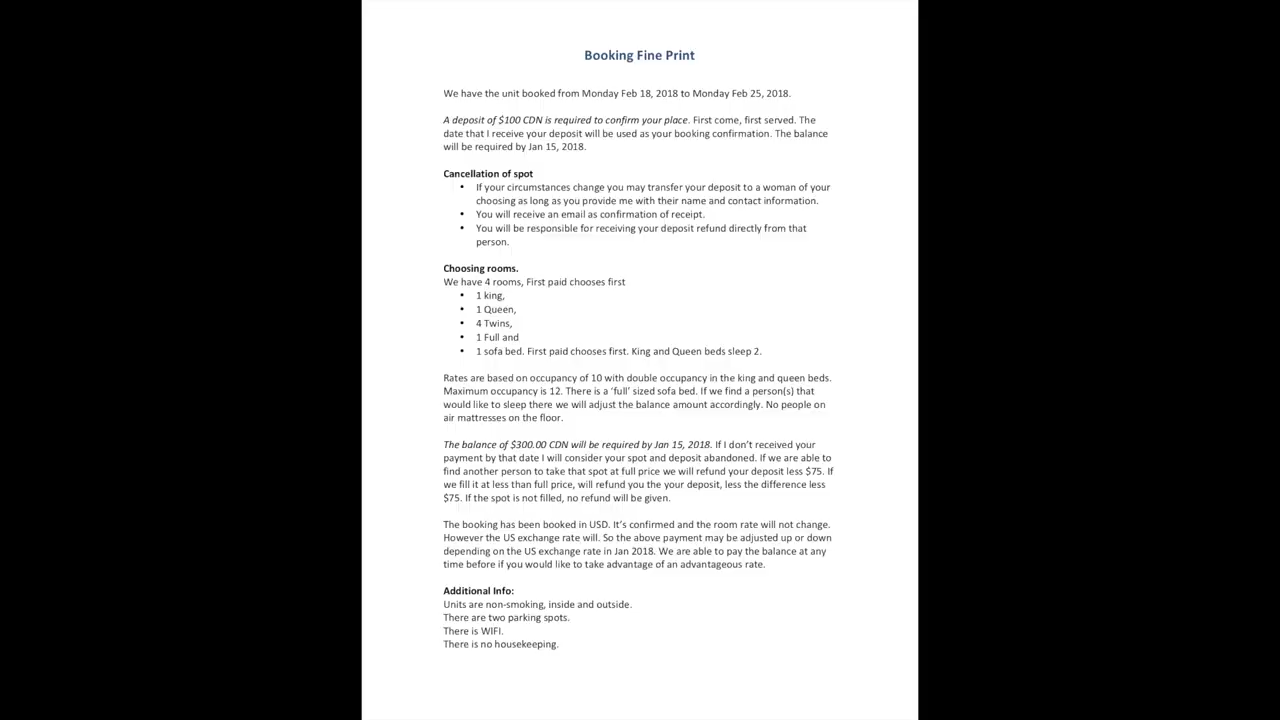 Booking Fine Print
We have the unit booked from Monday Feb 18, 2018 to Monday Feb 25, 2018.
A deposit of $100 CDN is required to confirm your place. First come, first served. The
date that I receive your deposit will be used as your booking confirmation. The balance
will be required by Jan 15, 2018.
Cancellation of spot
• If your circumstances change you may transfer your deposit to a woman of your
choosing as long as you provide me with their name and contact information.
• You will receive an email as confirmation of receipt.
• You will be responsible for receiving your deposit refund directly from that
person.
Choosing rooms.
We have 4 rooms, First paid chooses first
• 1 king,
• 1 Queen,
• 4 Twins,
• 1 Full and
• 1 sofa bed. First paid chooses first. King and Queen beds sleep 2.
Rates are based on occupancy of 10 with double occupancy in the king and queen beds.
Maximum occupancy is 12. There is a ‘full’ sized sofa bed. If we find a person(s) that
would like to sleep there we will adjust the balance amount accordingly. No people on
air mattresses on the floor.
The balance of $300.00 CDN will be required by Jan 15, 2018. If I don’t received your
payment by that date I will consider your spot and deposit abandoned. If we are able to
find another person to take that spot at full price we will refund your deposit less $75. If
we fill it at less than full price, will refund you the your deposit, less the difference less
$75. If the spot is not filled, no refund will be given.
The booking has been booked in USD. It’s confirmed and the room rate will not change.
However the US exchange rate will. So the above payment may be adjusted up or down
depending on the US exchange rate in Jan 2018. We are able to pay the balance at any
time before if you would like to take advantage of an advantageous rate.
Additional Info:
Units are non-smoking, inside and outside.
There are two parking spots.
There is WIFI.
There is no housekeeping.